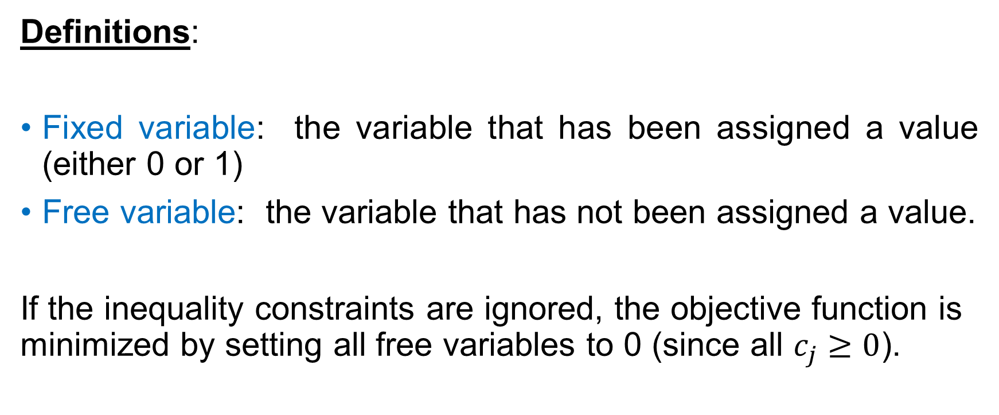 Definitions:
• Fixed variable: the variable that has been assigned a value
(either 0 or 1)
• Free variable: the variable that has not been assigned a value.
If the inequality constraints are ignored, the objective function is
minimized by setting all free variables to 0 (since all 𝑐𝑗 ≥ 0).